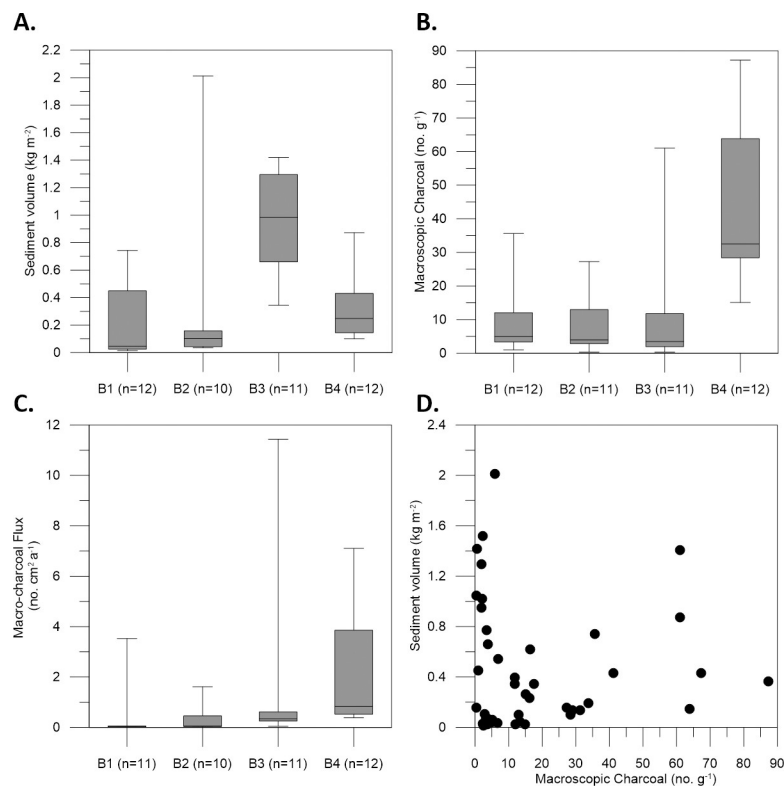 A.
Sediment volume (kg m⁻²)
2.2
2
1.8
1.6
1.4
1.2
1
0.8
0.6
0.4
0.2
0
B1 (n=12) B2 (n=10) B3 (n=11) B4 (n=12)
B.
Macroscopic Charcoal (no. g⁻¹)
90
80
70
60
50
40
30
20
10
0
B1 (n=12) B2 (n=11) B3 (n=11) B4 (n=12)
C.
Macro-charcoal Flux
(no. cm² a⁻¹)
12
10
8
6
4
2
0
B1 (n=11) B2 (n=10) B3 (n=11) B4 (n=12)
D.
Sediment volume (kg m⁻²)
2.4
2
1.6
1.2
0.8
0.4
0
0 10 20 30 40 50 60 70 80 90
Macroscopic Charcoal (no. g⁻¹)